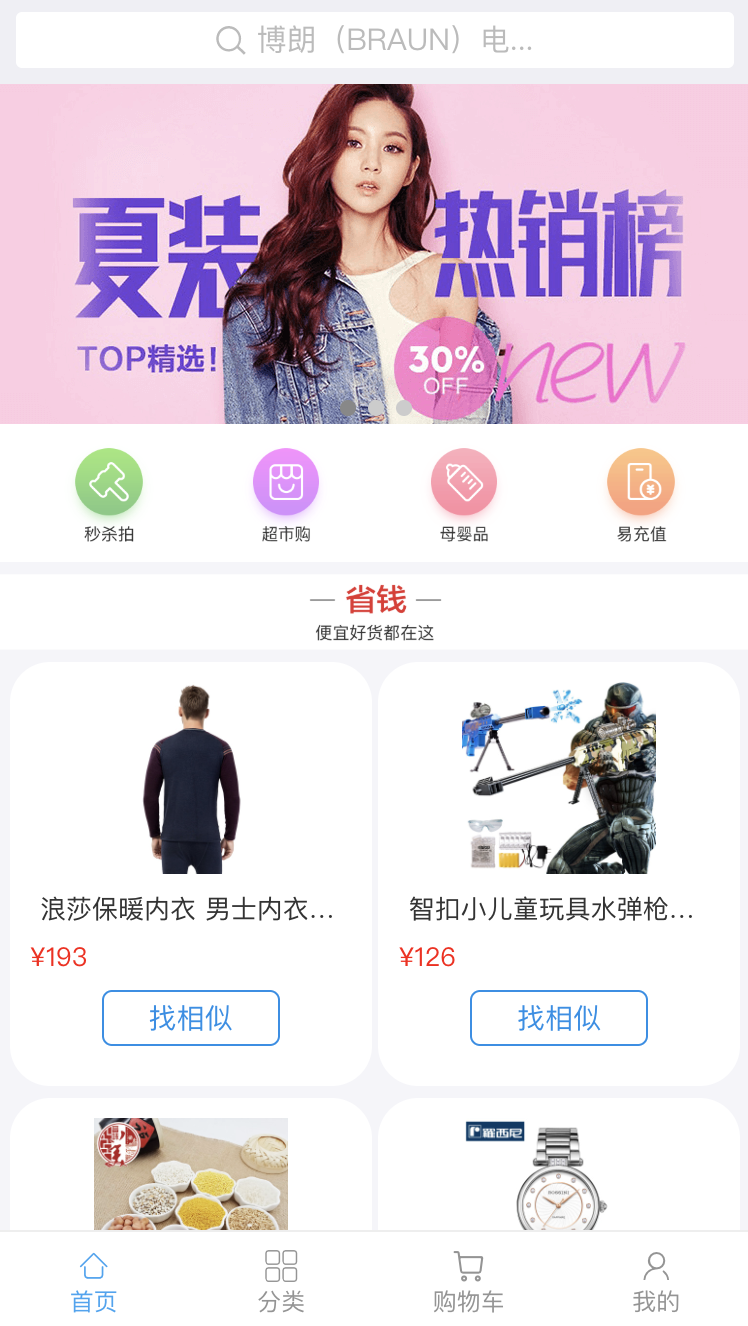 博朗（BRAUN）电...
夏装 热销榜
TOP精选！
30%
OFF
new
秒杀拍 超市购 母婴品 易充值
省钱
便宜好货都在这
浪莎保暖内衣 男士内衣... 智扣小儿童玩具水弹枪...
¥193 ¥126
找相似 找相似
羅西尼
首页 分类 购物车 我的